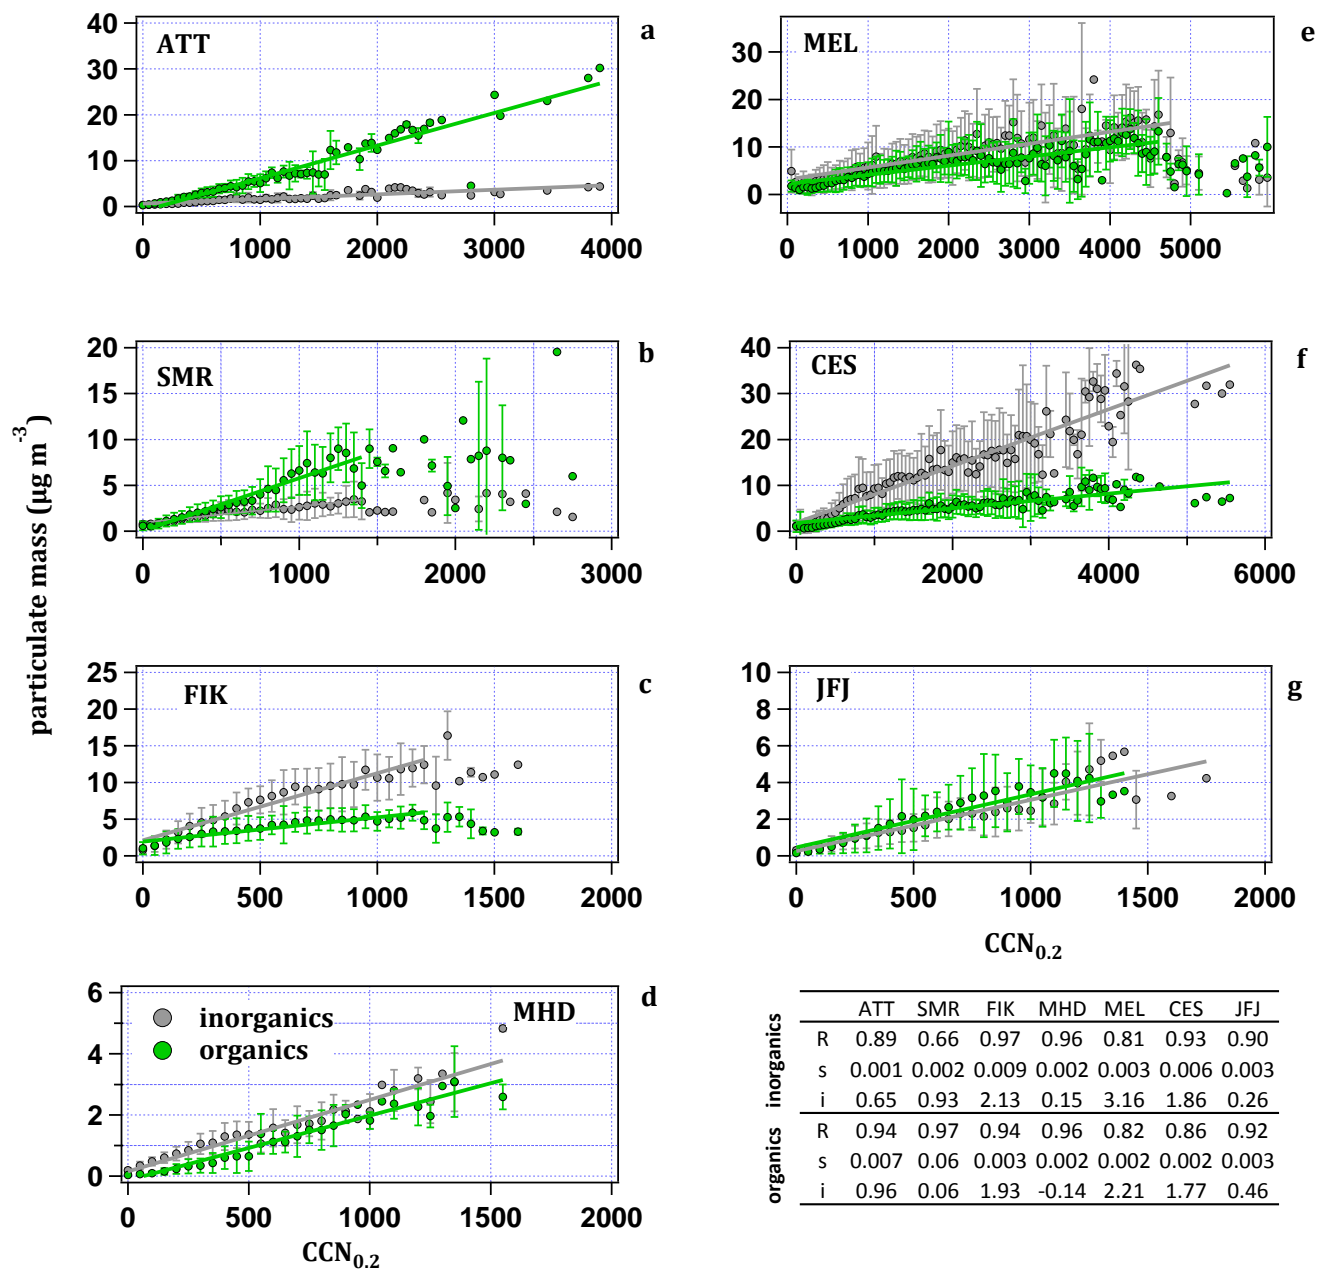 particulate mass (µg m-3)
a
ATT
40
30
20
10
0
0 1000 2000 3000 4000
b
SMR
20
15
10
5
0
0 1000 2000 3000
c
FIK
25
20
15
10
5
0
0 500 1000 1500 2000
d
MHD
inorganics
organics
6
4
2
0
0 500 1000 1500 2000
CCN0.2
e
MEL
30
20
10
0
0 1000 2000 3000 4000 5000
f
CES
40
30
20
10
0
0 2000 4000 6000
g
JFJ
10
8
6
4
2
0
0 500 1000 1500 2000
CCN0.2
ATT SMR FIK MHD MEL CES JFJ
inorganics
R 0.89 0.66 0.97 0.96 0.81 0.93 0.90
s 0.001 0.002 0.009 0.002 0.003 0.006 0.003
i 0.65 0.93 2.13 0.15 3.16 1.86 0.26
organics
R 0.94 0.97 0.94 0.96 0.82 0.86 0.92
s 0.007 0.06 0.003 0.002 0.002 0.002 0.003
i 0.96 0.06 1.93 -0.14 2.21 1.77 0.46